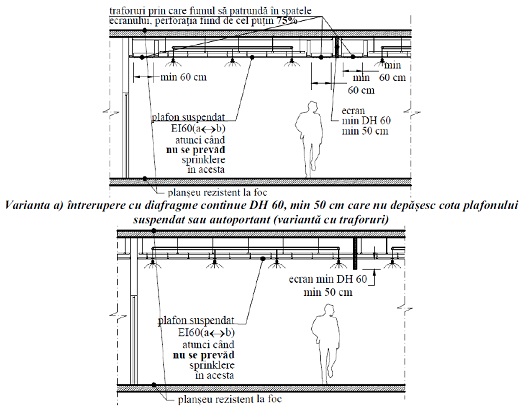 traforuri prin care fumul să pătrundă în spatele
ecranului, perforația fiind de cel puțin 75%
min 60 cm
min
60 cm
min
60 cm
plafon suspendat
EI60(a↔b)
atunci când
nu se prevăd
sprinklere
în acesta
ecran
min DH 60
min 50 cm
planșeu rezistent la foc
Varianta a) întrerupere cu diafragme continue DH 60, min 50 cm care nu depășesc cota plafonului
suspendat sau autoportant (variantă cu traforuri)
ecran min DH 60
min 50 cm
plafon suspendat
EI60(a↔b)
atunci când
nu se prevăd
sprinklere
în acesta
planșeu rezistent la foc